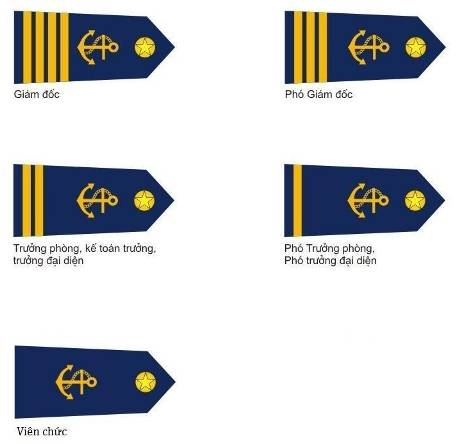 Giám đốc
Phó Giám đốc
Trưởng phòng, kế toán trưởng,
trưởng đại diện
Phó Trưởng phòng,
Phó trưởng đại diện
Viên chức